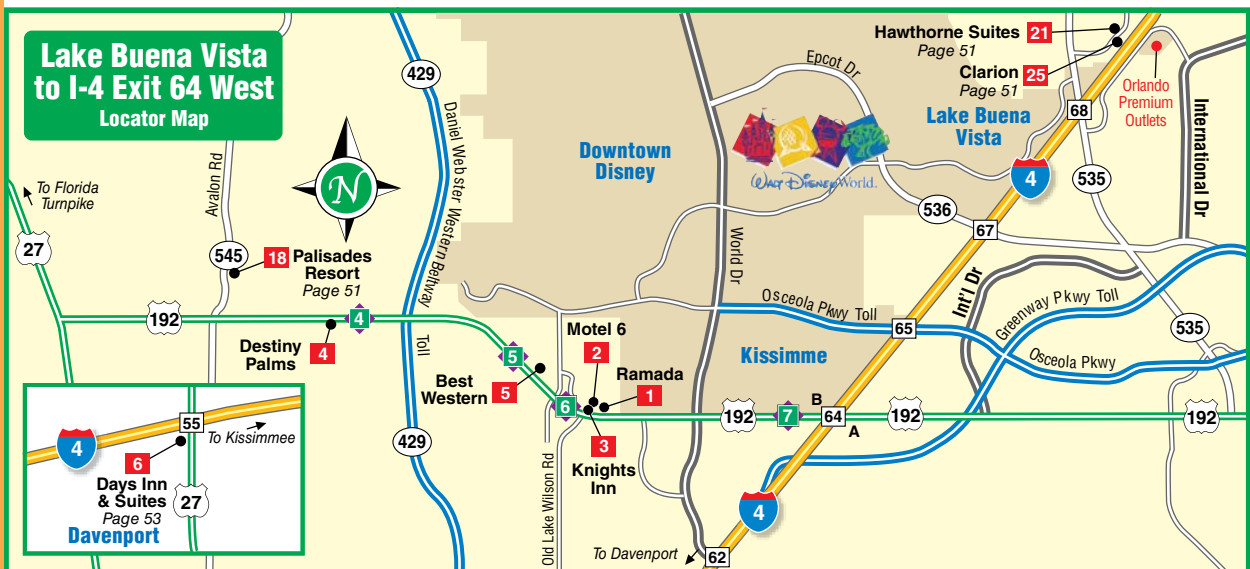 Lake Buena Vista
to I-4 Exit 64 West
Locator Map
Hawthorne Suites 21
Page 51
Clarion 25
Page 51
Orlando
Premium
Outlets
International Dr
Epcot Dr
429
Daniel Webster Western Beltway
Toll
Downtown
Disney
Walt Disney World.
Lake Buena
Vista
68
4
535
536
67
Avalon Rd
N
To Florida
Turnpike
27
545
18 Palisades
Resort
Page 51
World Dr
Int'l Dr
Greenway Pkwy Toll
Osceola Pkwy Toll
65
535
Osceola Pkwy
192
4
Destiny
Palms
4
5
Best
Western
5
6
Motel 6
2
Ramada
1
3
Knights
Inn
Kissimme
192
7
B
64
A
192
192
429
Old Lake Wilson Rd
4
To Davenport
62
55
4
To Kissimmee
6
Days Inn
& Suites
Page 53
27
Davenport